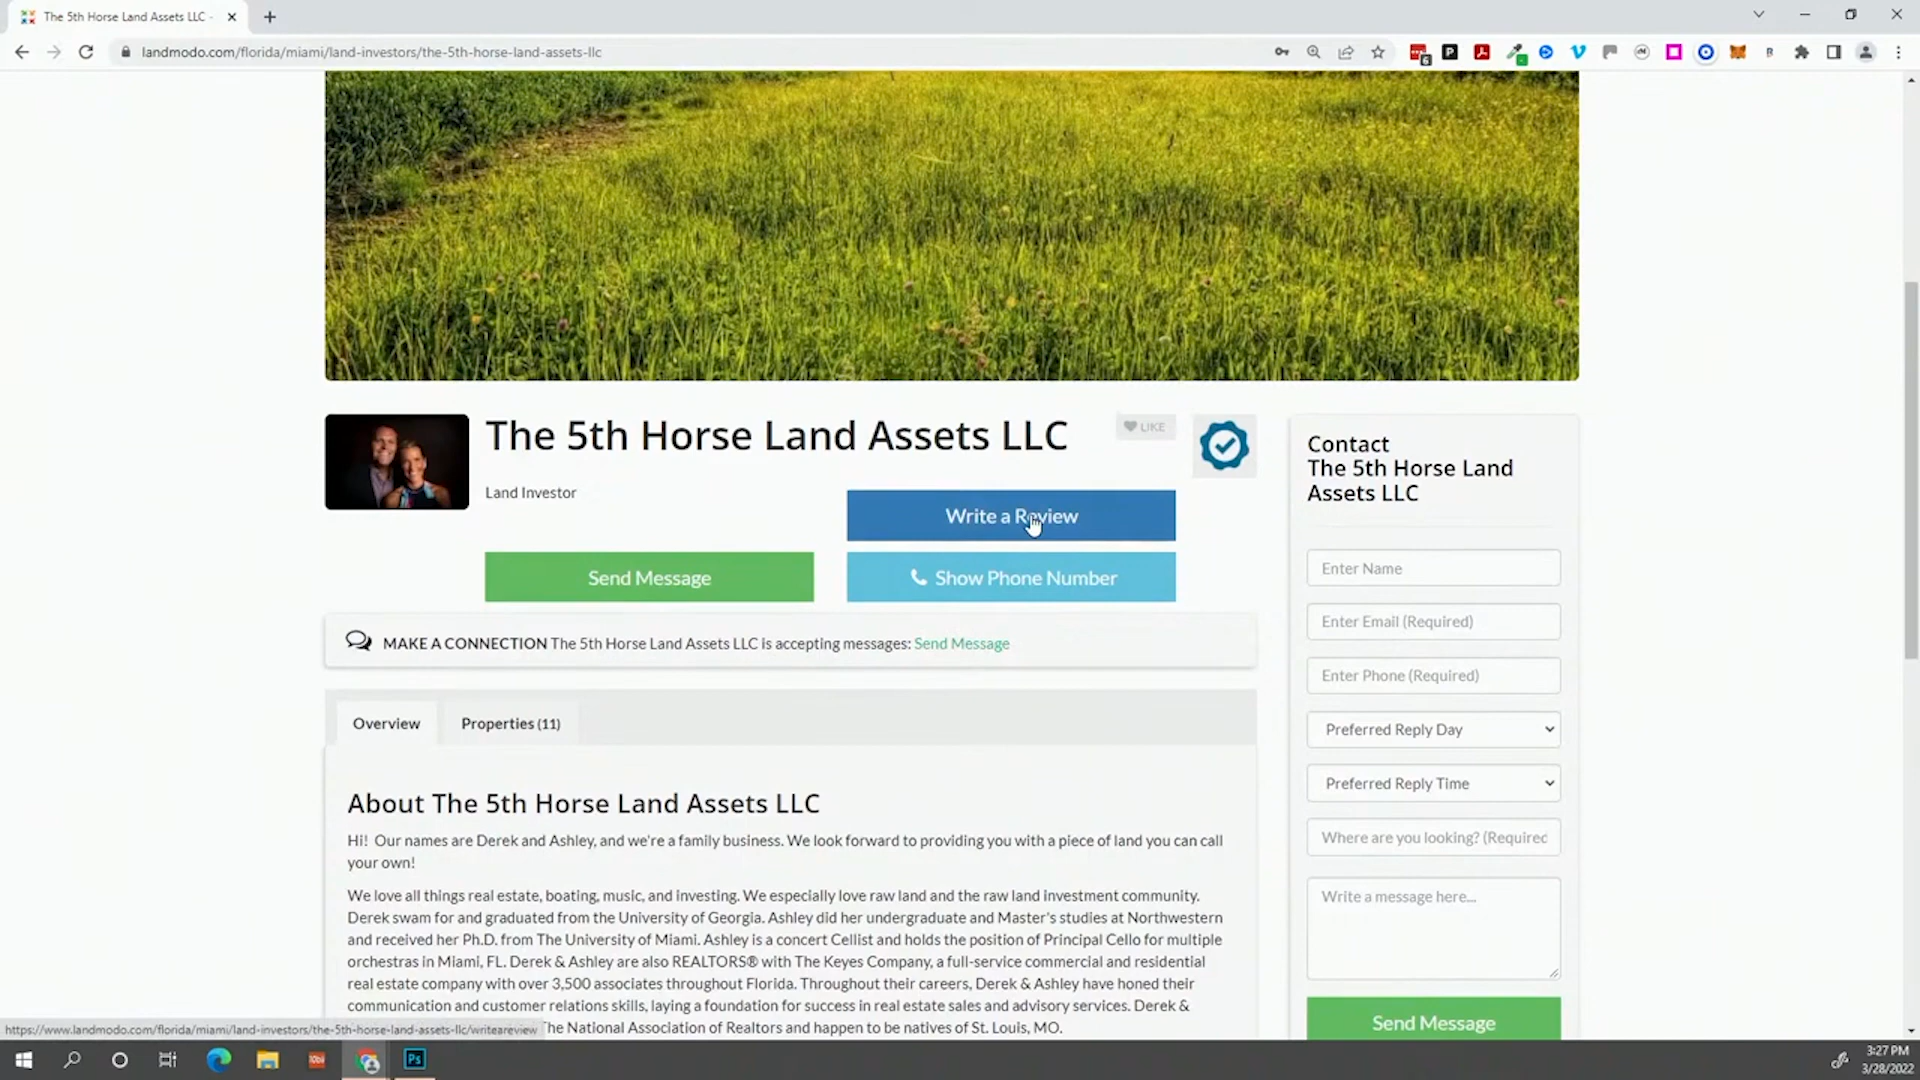 The 5th Horse Land Assets LLC -
landmodo.com/florida/miami/land-investors/the-5th-horse-land-assets-llc
6
The 5th Horse Land Assets LLC
LIKE
Land Investor
Write a Review
Send Message
Show Phone Number
MAKE A CONNECTION The 5th Horse Land Assets LLC is accepting messages: Send Message
Overview
Properties (11)
About The 5th Horse Land Assets LLC
Hi! Our names are Derek and Ashley, and we're a family business. We look forward to providing you with a piece of land you can call
your own!
We love all things real estate, boating, music, and investing. We especially love raw land and the raw land investment community.
Derek swam for and graduated from the University of Georgia. Ashley did her undergraduate and Master's studies at Northwestern
and received her Ph.D. from The University of Miami. Ashley is a concert Cellist and holds the position of Principal Cello for multiple
orchestras in Miami, FL. Derek & Ashley are also REALTORS® with The Keyes Company, a full-service commercial and residential
real estate company with over 3,500 associates throughout Florida. Throughout their careers, Derek & Ashley have honed their
communication and customer relations skills, laying a foundation for success in real estate sales and advisory services. Derek &
The National Association of Realtors and happen to be natives of St. Louis, MO.
Contact
The 5th Horse Land
Assets LLC
Enter Name
Enter Email (Required)
Enter Phone (Required)
Preferred Reply Day
Preferred Reply Time
Where are you looking? (Required
Write a message here...
Send Message
https://www.landmodo.com/florida/miami/land-investors/the-5th-horse-land-assets-llc/writeareview
Ps
3:27 PM
3/28/2022